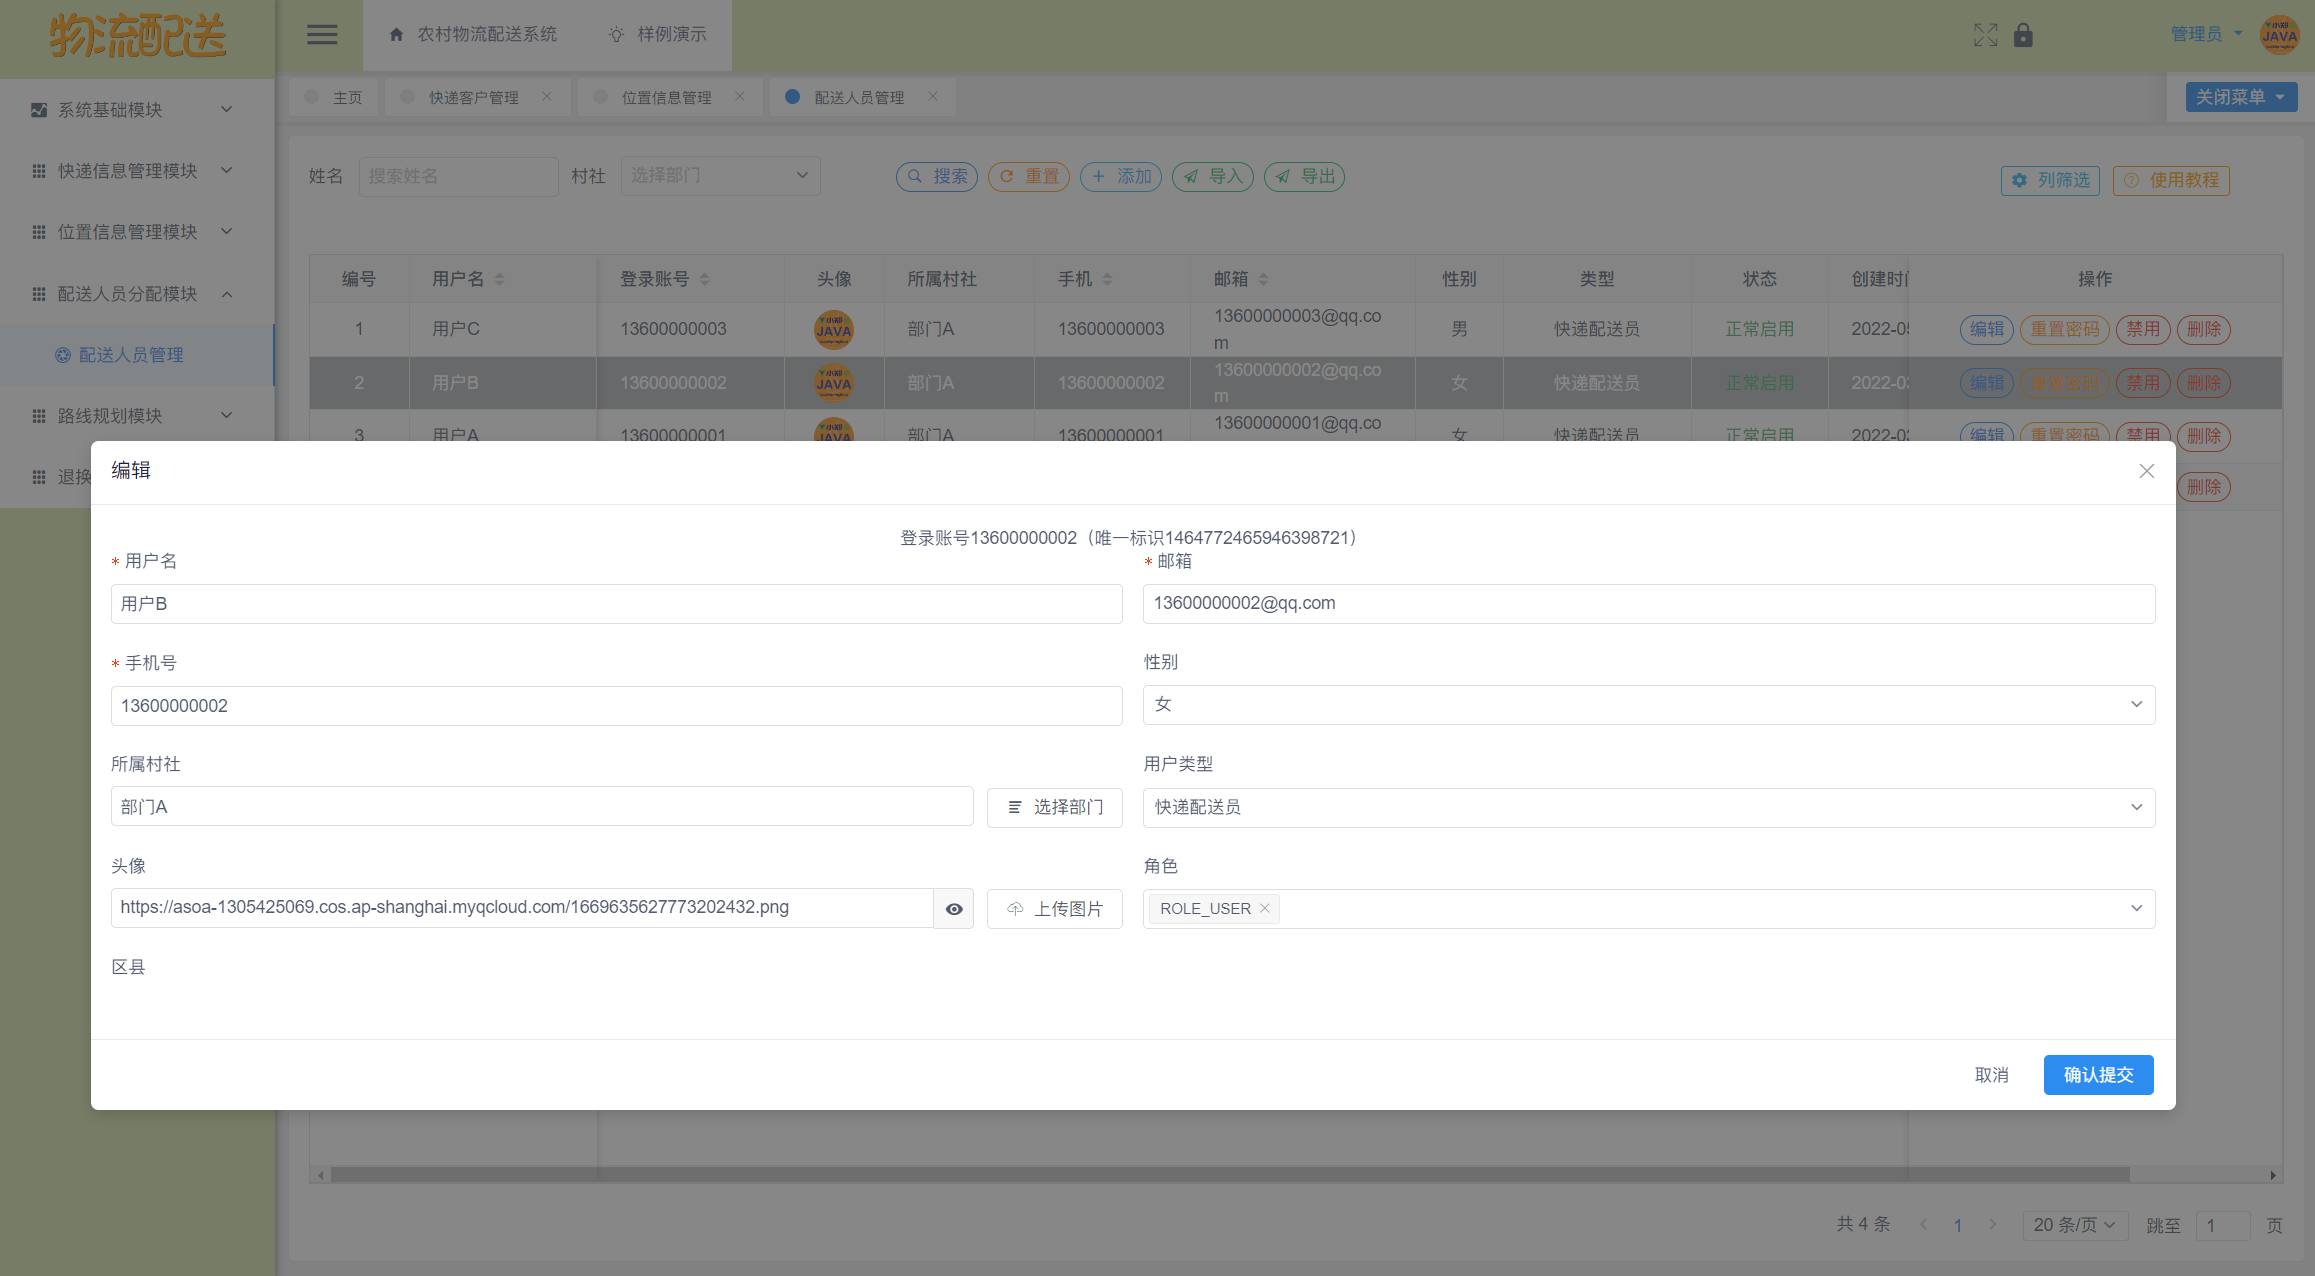 物流配送
农村物流配送系统
样例演示
管理员
主页
快递客户管理
位置信息管理
配送人员管理
关闭菜单
系统基础模块
快递信息管理模块
位置信息管理模块
配送人员分配模块
配送人员管理
路线规划模块
退换
姓名 搜索姓名 村社 选择部门 搜索 重置 添加 导入 导出 列筛选 使用教程
编号 用户名 登录账号 头像 所属村社 手机 邮箱 性别 类型 状态 创建时间 操作
1 用户C 13600000003 小郑 JAVA 部门A 13600000003 13600000003@qq.co
m 男 快递配送员 正常启用 2022-05 编辑 重置密码 禁用 删除
2 用户B 13600000002 JAVA 部门A 13600000002 13600000002@qq.co
m 女 快递配送员 正常启用 2022-03 编辑 重置密码 禁用 删除
3 用户A 13600000001 JAVA 部门A 13600000001 13600000001@qq.co
女 快递配送员 正常启用 2022-03 编辑 重置密码 禁用 删除
删除
编辑
登录账号13600000002（唯一标识1464772465946398721）
* 用户名
用户B
* 邮箱
13600000002@qq.com
* 手机号
13600000002
性别
女
所属村社
部门A
选择部门
用户类型
快递配送员
头像
https://asoa-1305425069.cos.ap-shanghai.myqcloud.com/1669635627773202432.png
上传图片
角色
ROLE_USER
区县
取消
确认提交
共 4 条 1 20 条/页 跳至 1 页